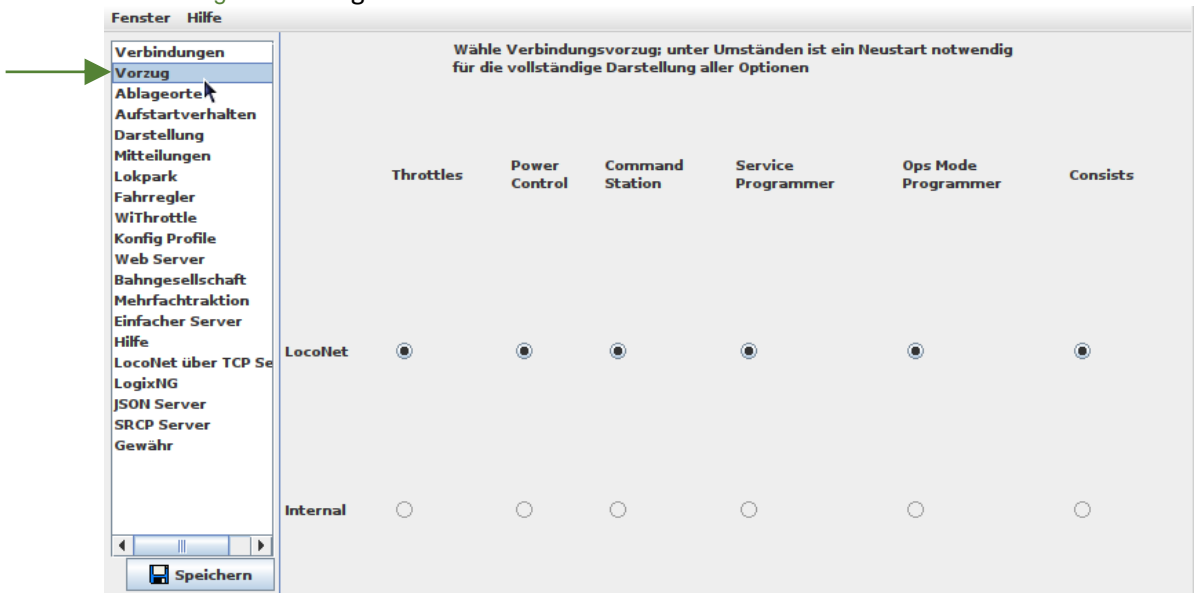 Fenster Hilfe
Verbindungen
Vorzug
Ablageorte
Aufstartverhalten
Darstellung
Mitteilungen
Lokpark
Fahrregler
WiThrottle
Konfig Profile
Web Server
Bahngesellschaft
Mehrfachtraktion
Einfacher Server
Hilfe
LocoNet über TCP Se
LogixNG
JSON Server
SRCP Server
Gewähr
Speichern
Wähle Verbindungsvorzug; unter Umständen ist ein Neustart notwendig
für die vollständige Darstellung aller Optionen
Throttles
Power
Control
Command
Station
Service
Programmer
Ops Mode
Programmer
Consists
LocoNet
Internal